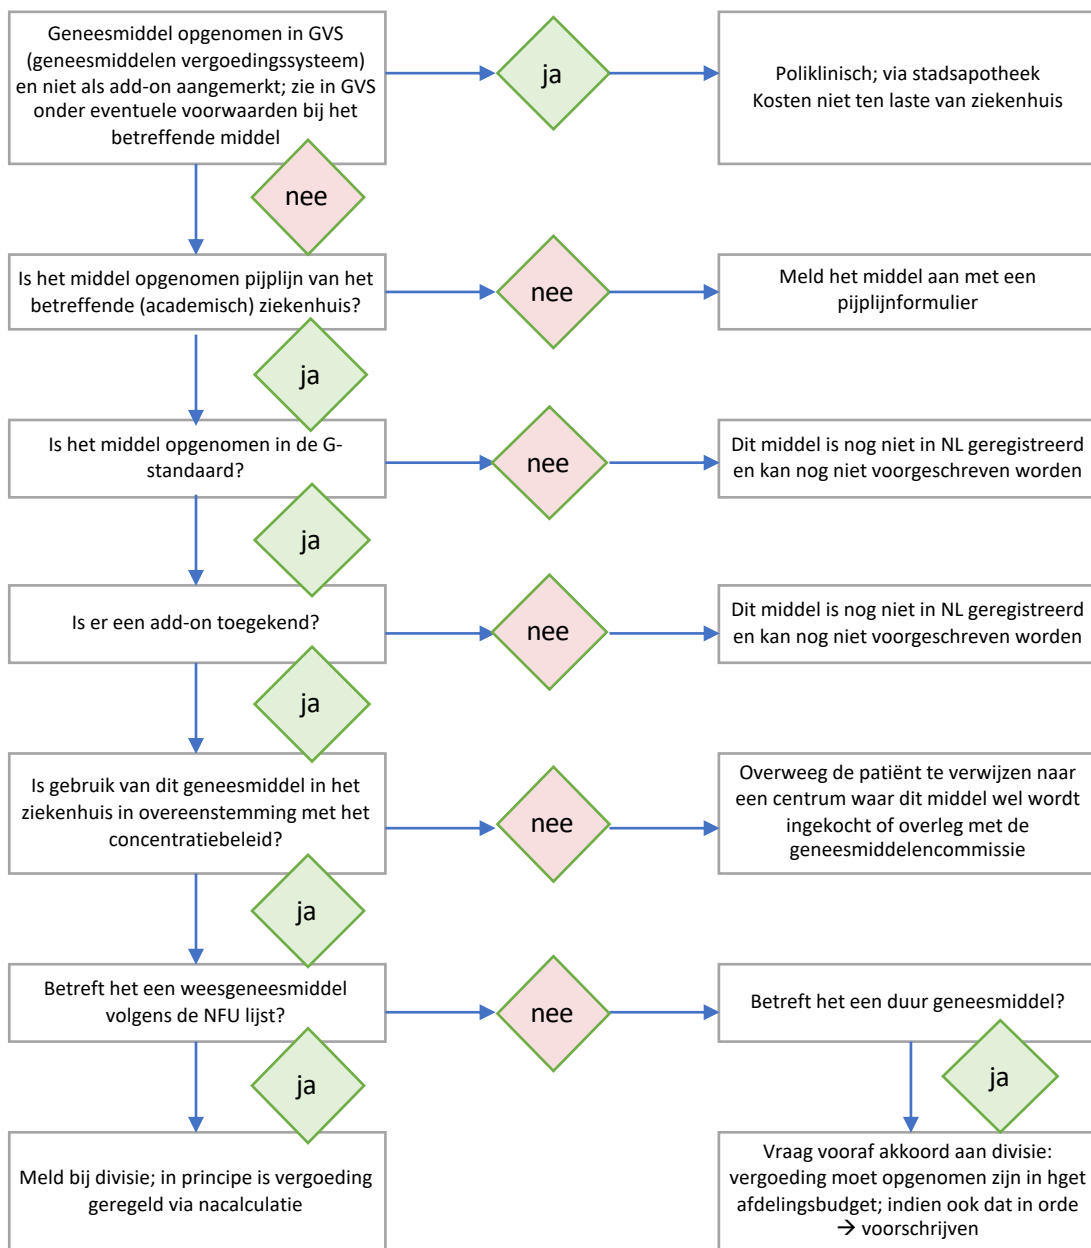 Geneesmiddel opgenomen in GVS
(geneesmiddelen vergoedingssysteem)
en niet als add-on aangemerkt; zie in GVS
onder eventuele voorwaarden bij het
betreffende middel
ja
Poliklinisch; via stadsapotheek
Kosten niet ten laste van ziekenhuis
nee
Is het middel opgenomen pijplijn van het
betreffende (academisch) ziekenhuis?
nee
Meld het middel aan met een
pijplijnformulier
ja
Is het middel opgenomen in de G-
standaard?
nee
Dit middel is nog niet in NL geregistreerd
en kan nog niet voorgeschreven worden
ja
Is er een add-on toegekend?
nee
Dit middel is nog niet in NL geregistreerd
en kan nog niet voorgeschreven worden
ja
Is gebruik van dit geneesmiddel in het
ziekenhuis in overeenstemming met het
concentratiebeleid?
nee
Overweeg de patiënt te verwijzen naar
een centrum waar dit middel wel wordt
ingekocht of overleg met de
geneesmiddelencommissie
ja
Betreft het een weesgeneesmiddel
volgens de NFU lijst?
nee
Betreft het een duur geneesmiddel?
ja
ja
Meld bij divisie; in principe is vergoeding
geregeld via nacalculatie
Vraag vooraf akkoord aan divisie:
vergoeding moet opgenomen zijn in hget
afdelingsbudget; indien ook dat in orde
→ voorschrijven